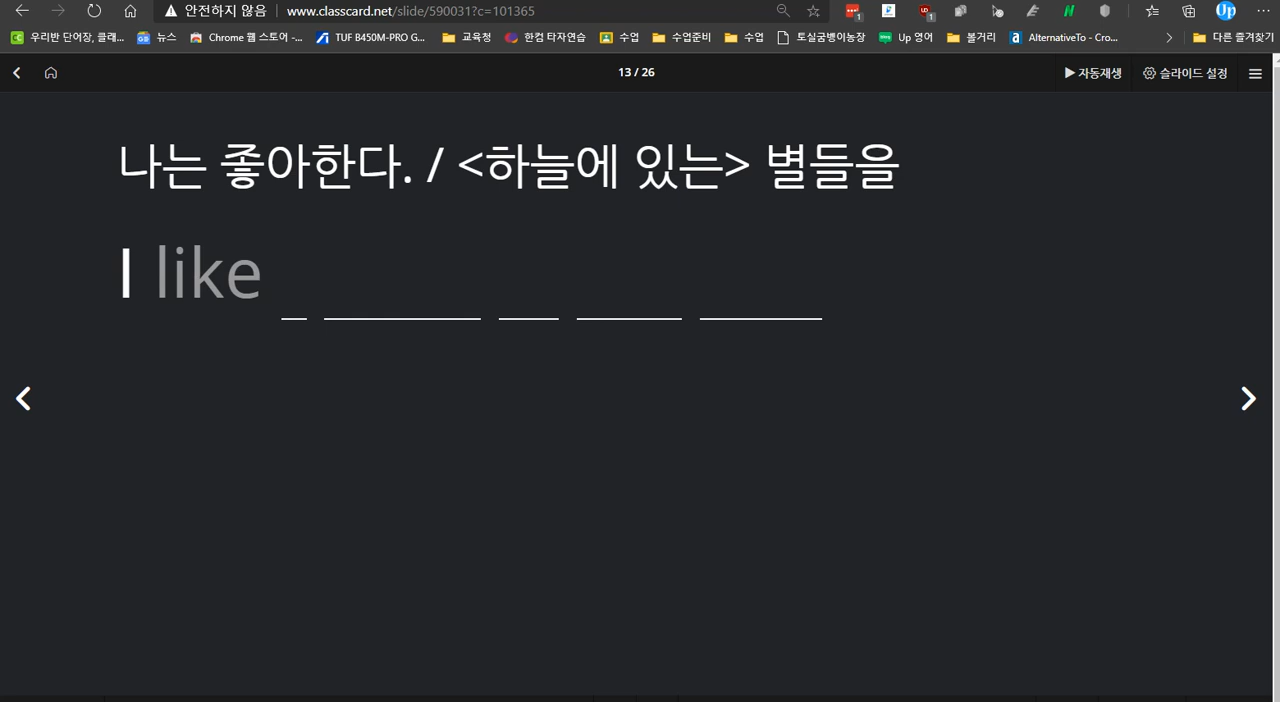 안전하지 않음 www.classcard.net/slide/590031?c=101365
우리반 단어장, 클래... 뉴스 Chrome 웹 스토어 -... TUF B450M-PRO G... 교육청 한컴 타자연습 수업 수업준비 수업 토실굼벵이농장 Up 영어 볼거리 AlternativeTo - Cro... 다른 즐겨찾기
13 / 26 자동재생 슬라이드 설정
나는 좋아한다. / <하늘에 있는> 별들을
I like